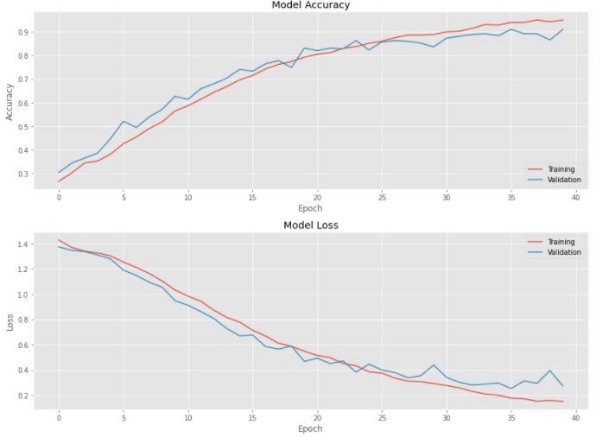 Model Accuracy
0.9
0.8
0.7
0.6
0.5
0.4
0.3
Accuracy
Training
Validation
0 5 10 15 20 25 30 35 40
Epoch
Model Loss
1.4
1.2
1.0
0.8
0.6
0.4
0.2
Loss
Training
Validation
0 5 10 15 20 25 30 35 40
Epoch